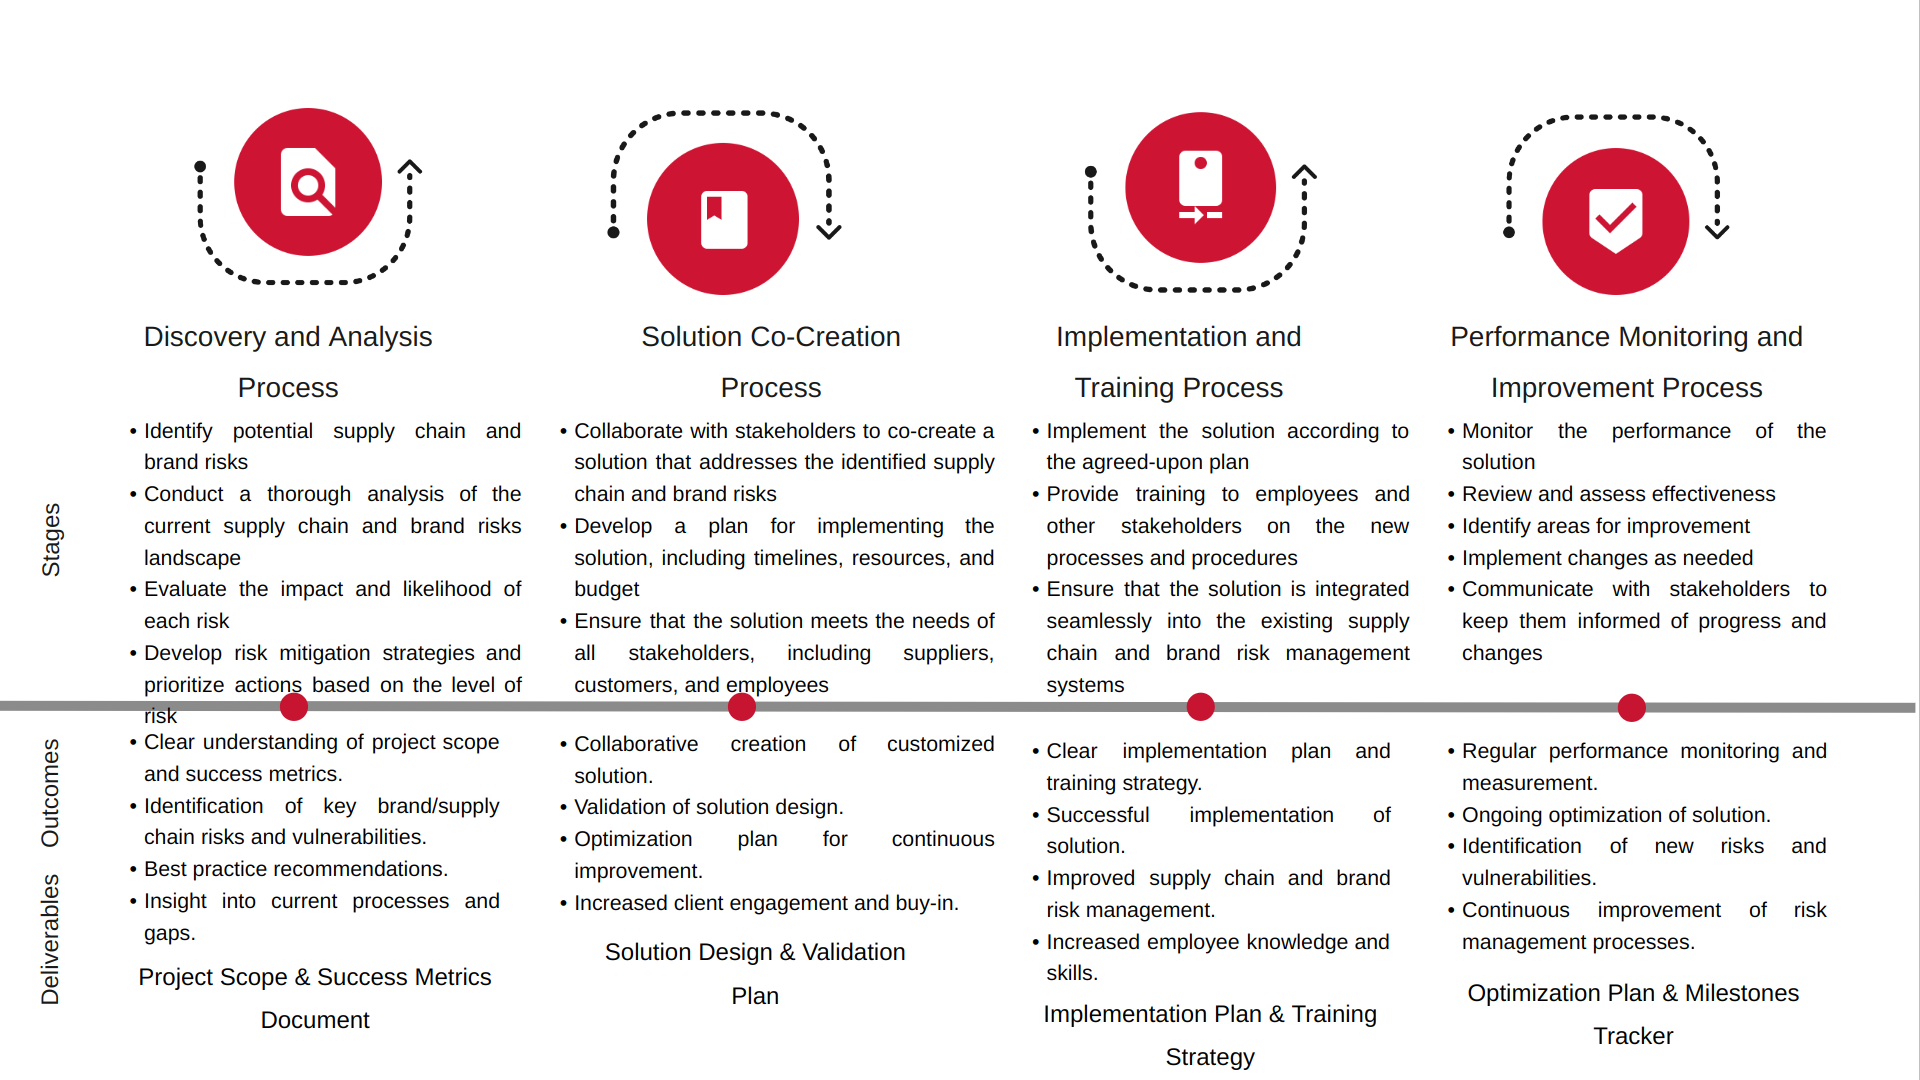 Discovery and Analysis
Process
Solution Co-Creation
Process
Implementation and
Training Process
Performance Monitoring and
Improvement Process
Stages
• Identify potential supply chain and
brand risks
• Conduct a thorough analysis of the
current supply chain and brand risks
landscape
• Evaluate the impact and likelihood of
each risk
• Develop risk mitigation strategies and
prioritize actions based on the level of
risk
• Collaborate with stakeholders to co-create a
solution that addresses the identified supply
chain and brand risks
• Develop a plan for implementing the
solution, including timelines, resources, and
budget
• Ensure that the solution meets the needs of
all stakeholders, including suppliers,
customers, and employees
• Implement the solution according to
the agreed-upon plan
• Provide training to employees and
other stakeholders on the new
processes and procedures
• Ensure that the solution is integrated
seamlessly into the existing supply
chain and brand risk management
systems
• Monitor the performance of the
solution
• Review and assess effectiveness
• Identify areas for improvement
• Implement changes as needed
• Communicate with stakeholders to
keep them informed of progress and
changes
Outcomes
• Clear understanding of project scope
and success metrics.
• Identification of key brand/supply
chain risks and vulnerabilities.
• Best practice recommendations.
• Insight into current processes and
gaps.
• Collaborative creation of customized
solution.
• Validation of solution design.
• Optimization plan for continuous
improvement.
• Increased client engagement and buy-in.
• Clear implementation plan and
training strategy.
• Successful implementation of
solution.
• Improved supply chain and brand
risk management.
• Increased employee knowledge and
skills.
• Regular performance monitoring and
measurement.
• Ongoing optimization of solution.
• Identification of new risks and
vulnerabilities.
• Continuous improvement of risk
management processes.
Deliverables
Project Scope & Success Metrics
Document
Solution Design & Validation
Plan
Implementation Plan & Training
Strategy
Optimization Plan & Milestones
Tracker